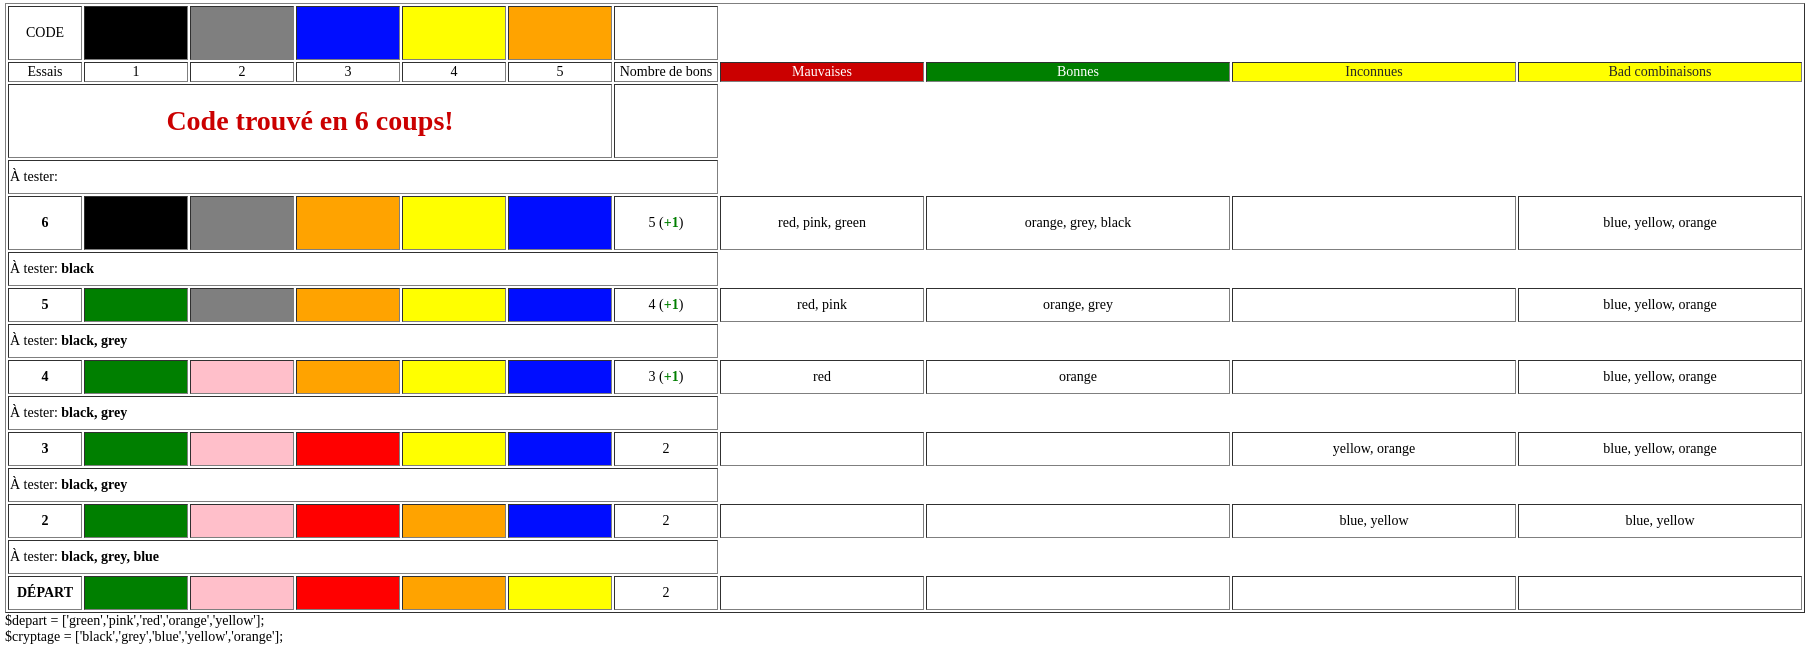 CODE
Essais 1 2 3 4 5 Nombre de bons Mauvaises Bonnes Inconnues Bad combinaisons
Code trouvé en 6 coups!
À tester:
6 5 (+1) red, pink, green orange, grey, black blue, yellow, orange
À tester: black
5 4 (+1) red, pink orange, grey blue, yellow, orange
À tester: black, grey
4 3 (+1) red orange blue, yellow, orange
À tester: black, grey
3 2 yellow, orange blue, yellow, orange
À tester: black, grey
2 2 blue, yellow blue, yellow
À tester: black, grey, blue
DÉPART 2
$depart = ['green','pink','red','orange','yellow'];
$cryptage = ['black','grey','blue','yellow','orange'];